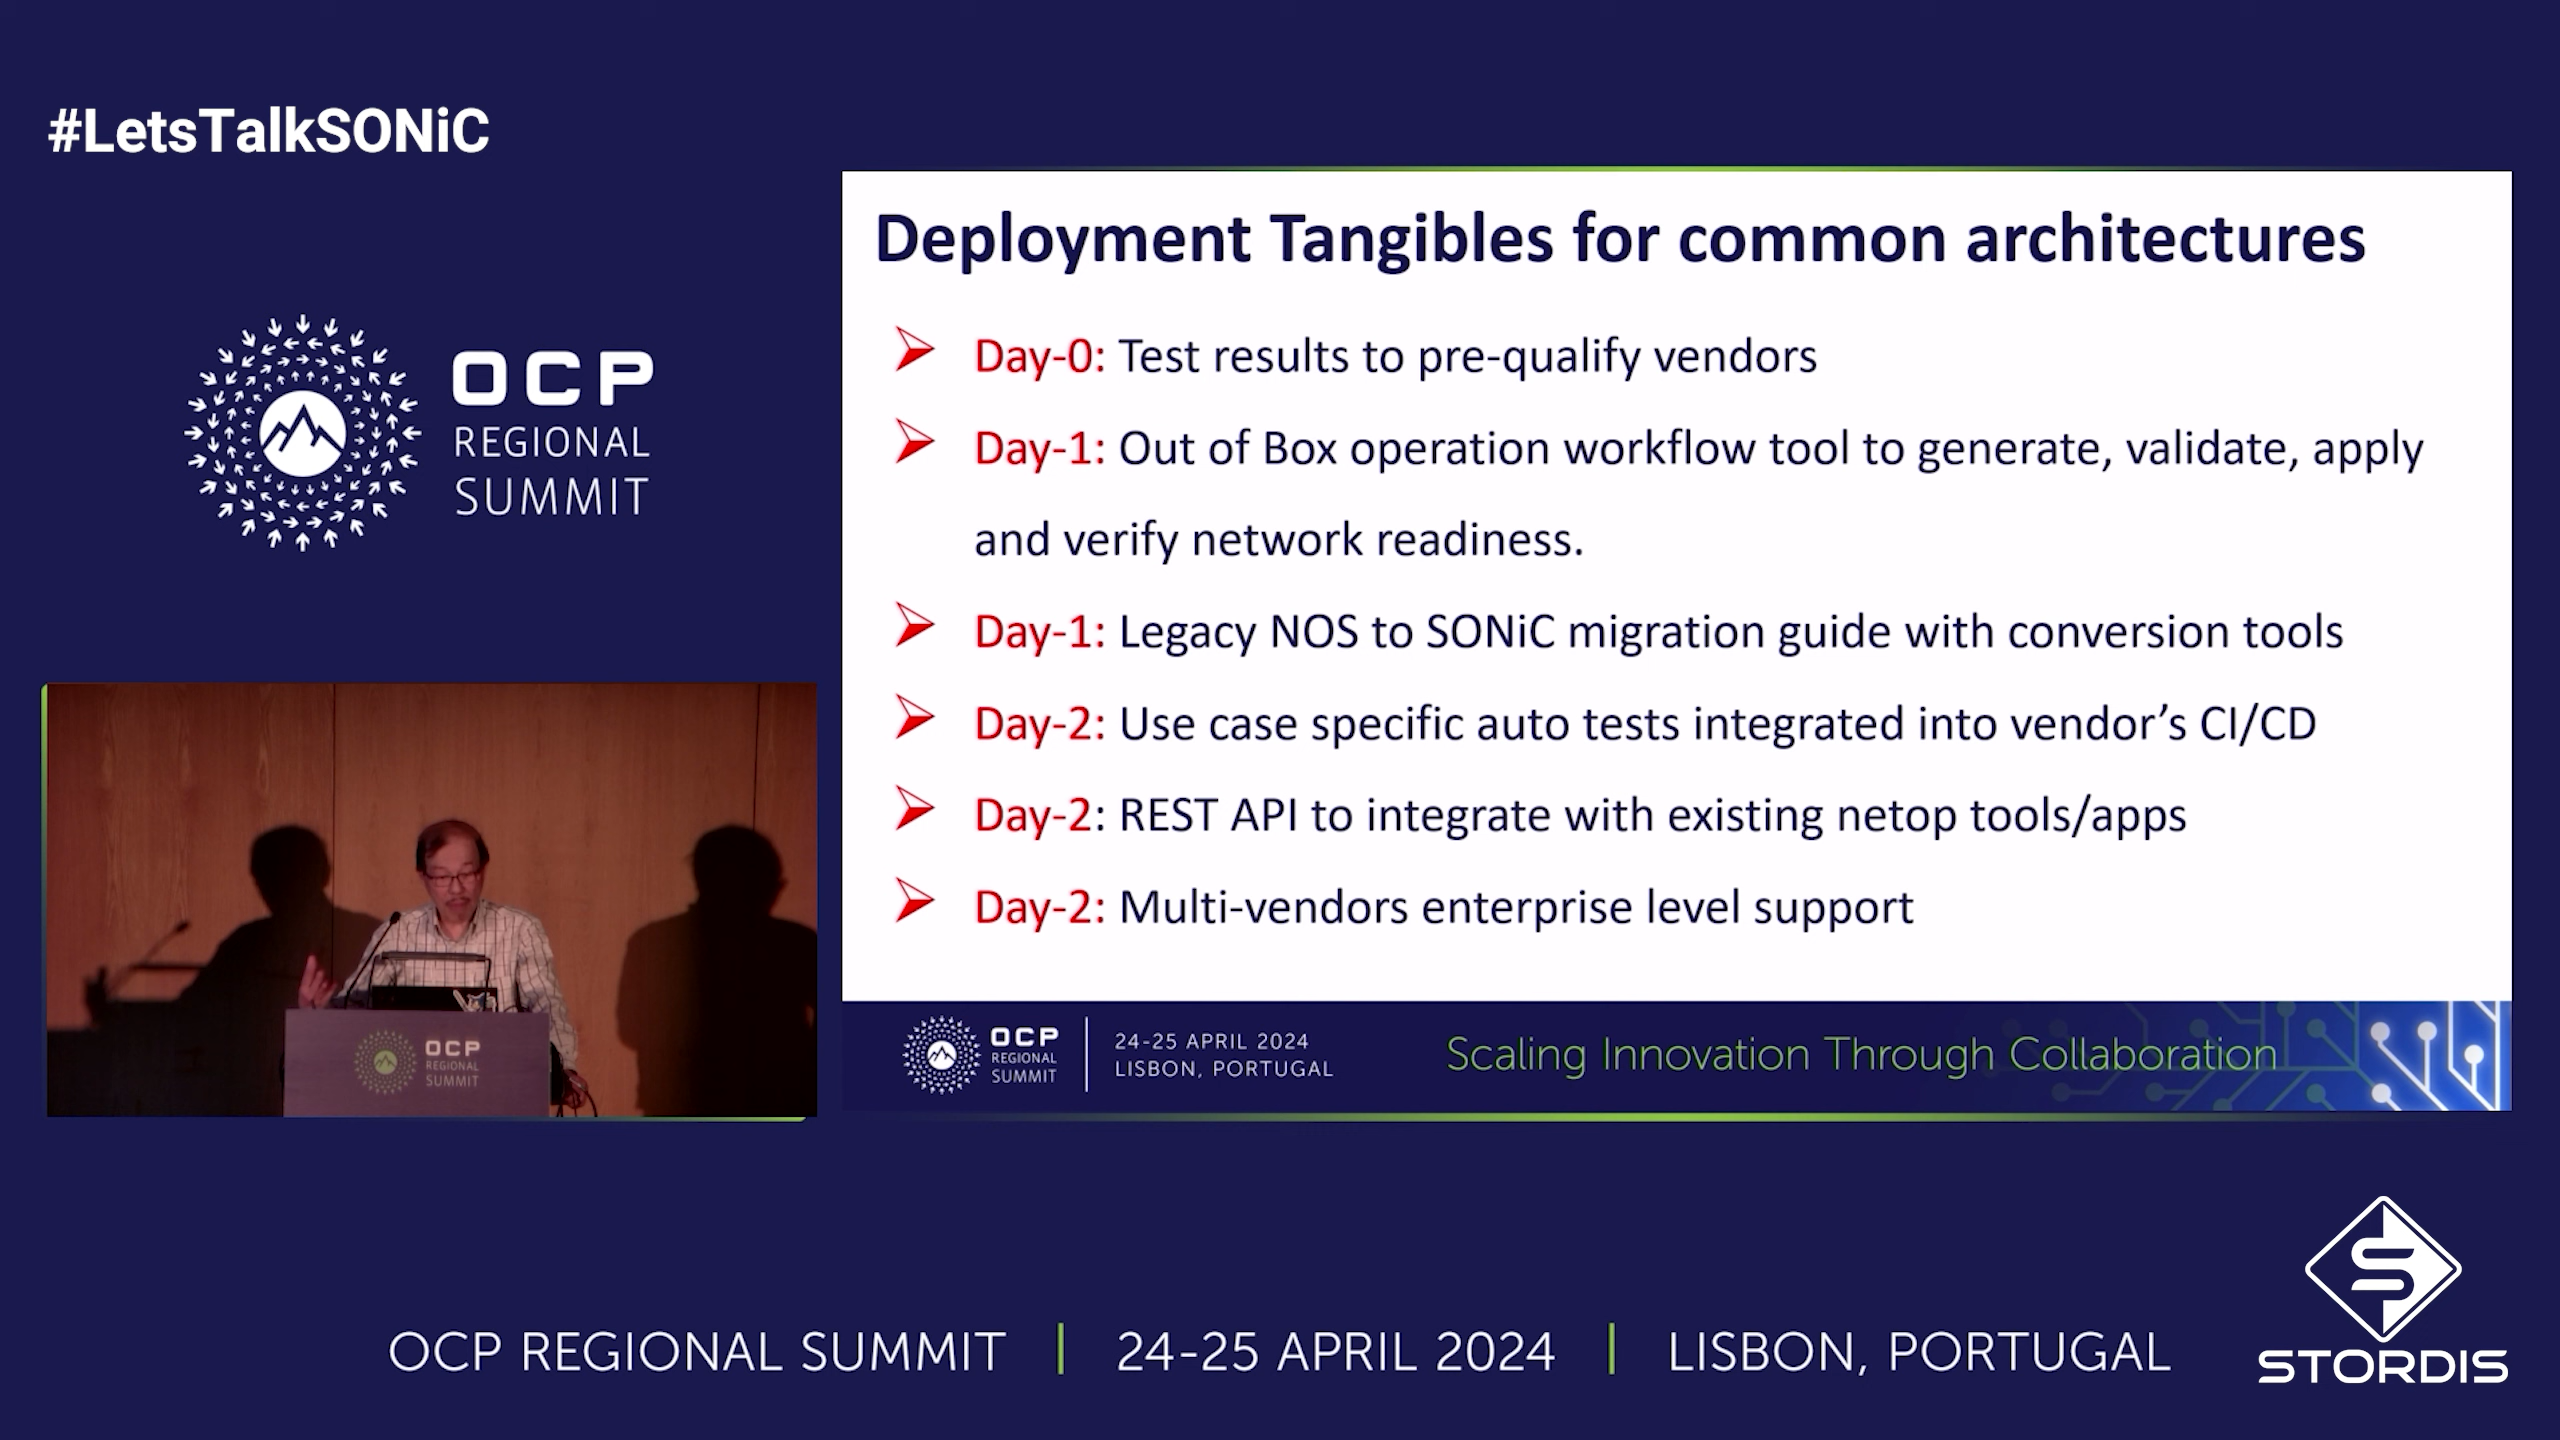 #LetsTalkSONiC
OCP
REGIONAL
SUMMIT
Deployment Tangibles for common architectures
Day-0: Test results to pre-qualify vendors
Day-1: Out of Box operation workflow tool to generate, validate, apply
and verify network readiness.
Day-1: Legacy NOS to SONiC migration guide with conversion tools
Day-2: Use case specific auto tests integrated into vendor’s CI/CD
Day-2: REST API to integrate with existing netop tools/apps
Day-2: Multi-vendors enterprise level support
OCP
REGIONAL
SUMMIT
24-25 APRIL 2024
LISBON, PORTUGAL
Scaling Innovation Through Collaboration
OCP
REGIONAL
SUMMIT
OCP REGIONAL SUMMIT | 24-25 APRIL 2024 | LISBON, PORTUGAL
STORDIS